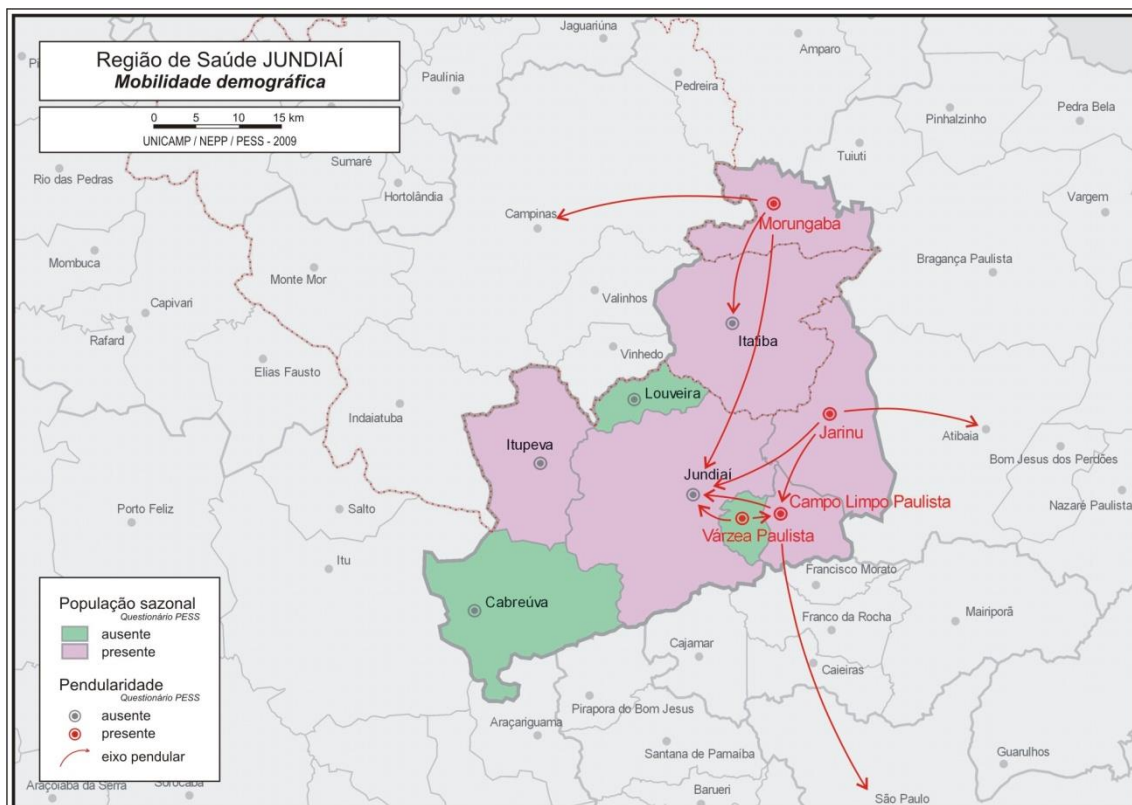 Região de Saúde JUNDIAÍ
Mobilidade demográfica
0 5 10 15 km
UNICAMP / NEPP / PESS - 2009
Jaguariúna
Amparo
Paulínia
Pedreira
Pinhalzinho
Pedra Bela
Tuiuti
Sumaré
Rio das Pedras
Hortolândia
Vargem
Campinas
Morungaba
Mombuca
Monte Mor
Bragança Paulista
Capivari
Valinhos
Rafard
Itatiba
Vinhedo
Elias Fausto
Louveira
Indaiatuba
Jarinu
Atibaia
Itupeva
Bom Jesus dos Perdões
Jundiaí
Nazaré Paulista
Campo Limpo Paulista
Porto Feliz
Salto
Várzea Paulista
Itu
Francisco Morato
Cabreúva
Franco da Rocha
Mairiporã
Cajamar
Caieiras
Pirapora do Bom Jesus
Araçariguama
Santana de Parnaíba
Guarulhos
Barueri
São Paulo
Araçoiaba da Serra
Sorocaba
População sazonal
Questionário PESS
ausente
presente
Pendularidade
Questionário PESS
ausente
presente
eixo pendular